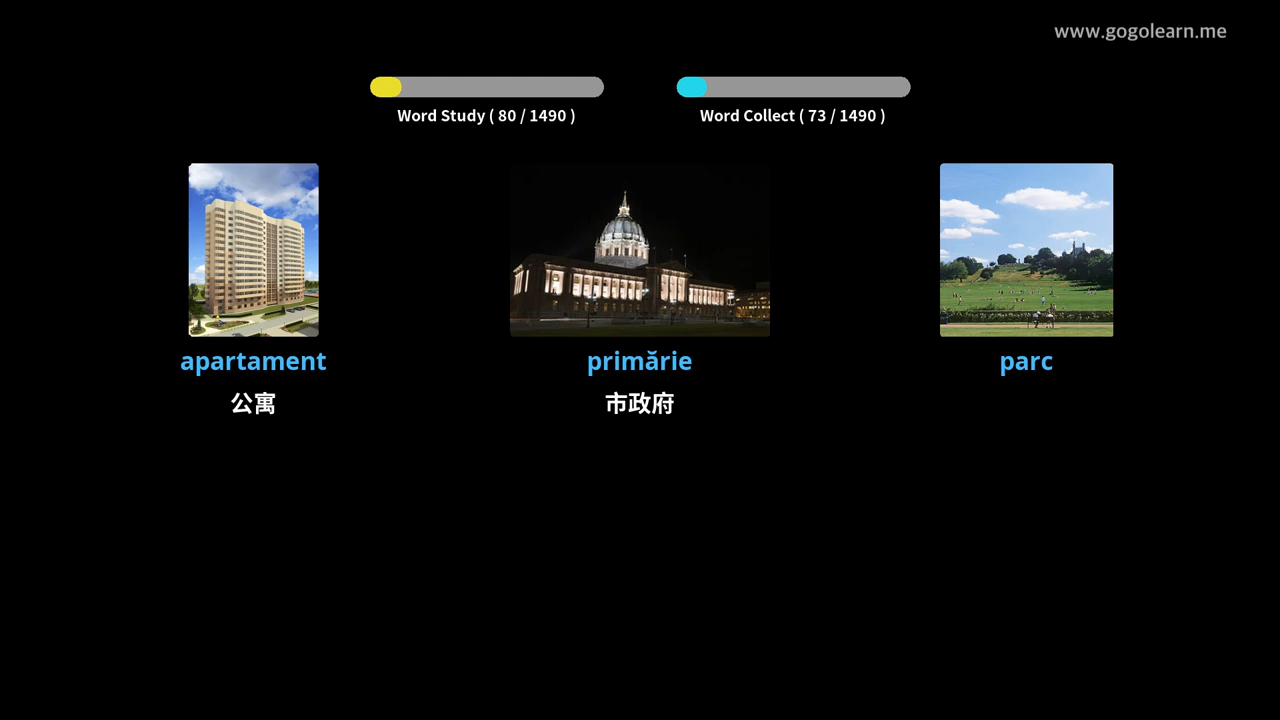 www.gogolearn.me
Word Study ( 80 / 1490 )
Word Collect ( 73 / 1490 )
apartament
primărie
parc
公寓
市政府